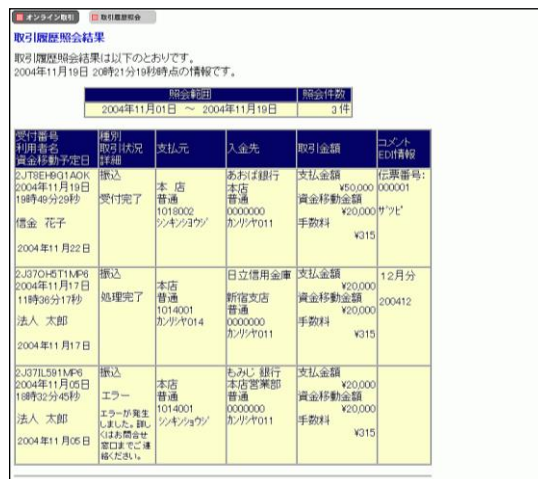 オンライン取引 取引履歴照会
取引履歴照会結果
取引履歴照会結果は以下のとおりです。
2004年11月19日 20時21分19秒時点の情報です。
照会範囲 照会件数
2004年11月01日 ～ 2004年11月19日 3件
受付番号
利用者名
資金移動予定日
種別
取引状況
詳細
支払元
入金先
取引金額
コメント
EDI情報
2JT8EH9G1AOK
2004年11月19日
19時49分29秒
信金 花子
2004年11月22日
振込
受付完了
本 店
普通
1018002
シンキンショウジ
あおば銀行
本店
普通
0000000
カンリシヤ011
支払金額
¥50,000
資金移動金額
¥20,000
手数料
¥315
伝票番号:
000001
ザツピ
2J37OH5T1MP6
2004年11月17日
11時36分17秒
法人 太郎
2004年11月17日
振込
処理完了
本店
普通
1014001
カンリシヤ014
日立信用金庫
新宿支店
普通
0000000
カンリシヤ011
支払金額
¥20,000
資金移動金額
¥20,000
手数料
¥315
12月分
200412
2J37IL591MP6
2004年11月05日
18時32分45秒
法人 太郎
2004年11月05日
振込
エラー
エラーが発生
しました。詳し
くはお問合せ
窓口までご連
絡ください。
本店
普通
1014001
シンキンショウジ
もみじ 銀行
本店営業部
普通
0000000
カンリシヤ011
支払金額
¥20,000
資金移動金額
¥20,000
手数料
¥315